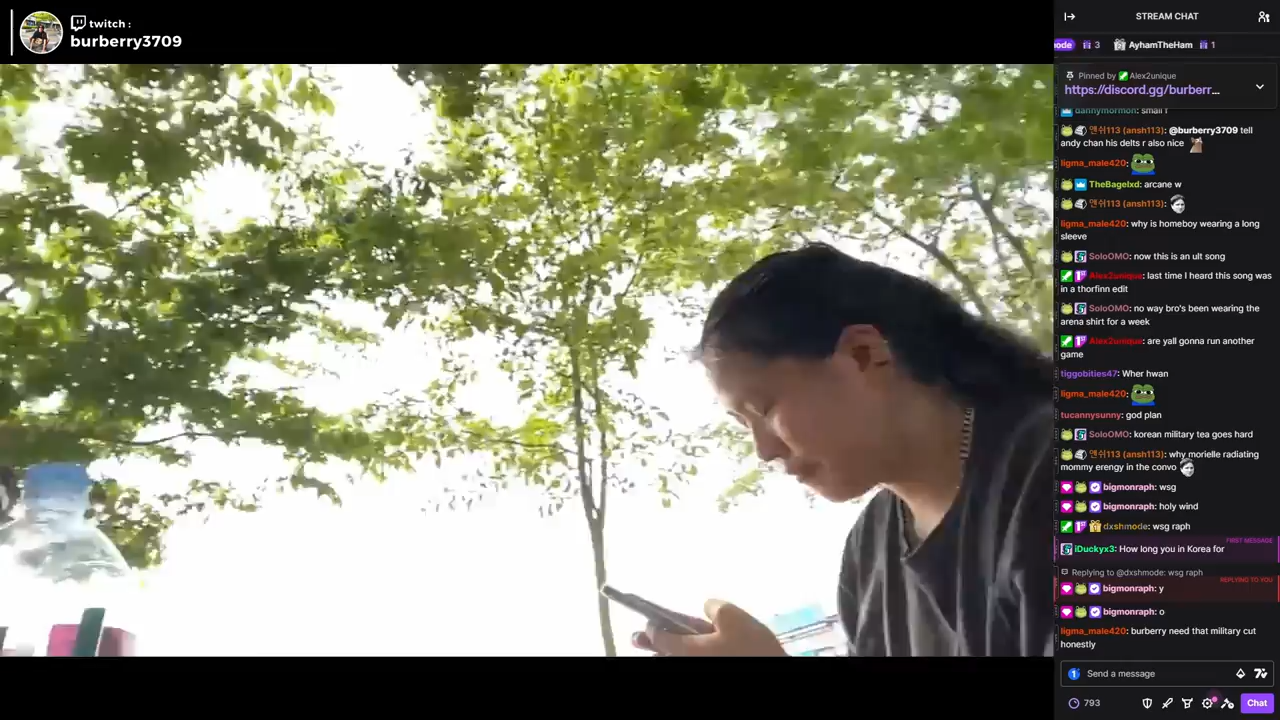 twitch :
burberry3709
STREAM CHAT
ode 3 AyhamTheHam 1
Pinned by Alex2unique
https://discord.gg/burberr...
dannymormon: small f
맨쉬113 (ansh113): @burberry3709 tell
andy chan his delts r also nice
ligma_male420:
TheBagelxd: arcane w
맨쉬113 (ansh113):
ligma_male420: why is homeboy wearing a long
sleeve
SoloOMO: now this is an ult song
Alex2unique: last time I heard this song was
in a thorfinn edit
SoloOMO: no way bro's been wearing the
arena shirt for a week
Alex2unique: are yall gonna run another
game
tiggobities47: Wher hwan
ligma_male420:
tucannysunny: god plan
SoloOMO: korean military tea goes hard
맨쉬113 (ansh113): why morielle radiating
mommy erengy in the convo
bigmonraph: wsg
bigmonraph: holy wind
dxshmode: wsg raph
FIRST MESSAGE
iDuckyx3: How long you in Korea for
Replying to @dxshmode: wsg raph
REPLYING TO YOU
bigmonraph: y
bigmonraph: o
ligma_male420: burberry need that military cut
honestly
1 Send a message
793
Chat